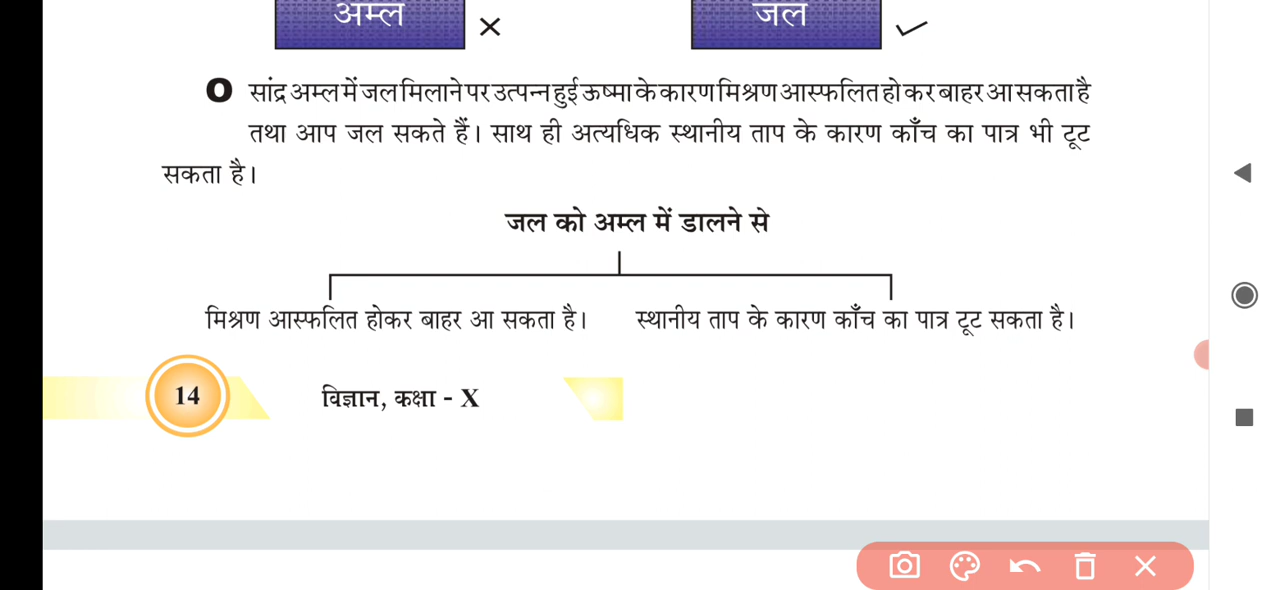 अम्ल
जल
सांद्र अम्ल में जल मिलाने पर उत्पन्न हुई ऊष्मा के कारण मिश्रण आस्फलित होकर बाहर आ सकता है
तथा आप जल सकते हैं। साथ ही अत्यधिक स्थानीय ताप के कारण काँच का पात्र भी टूट
सकता है।
जल को अम्ल में डालने से
मिश्रण आस्फलित होकर बाहर आ सकता है।
स्थानीय ताप के कारण काँच का पात्र टूट सकता है।
14
विज्ञान, कक्षा - X